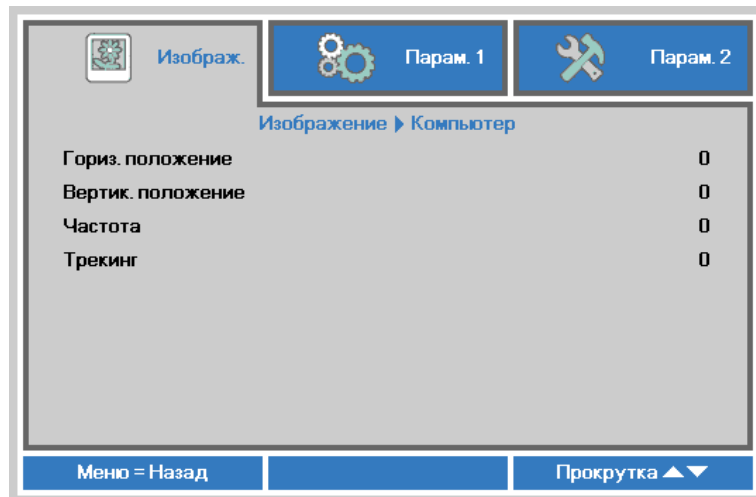 Изображ.
Парам. 1
Парам. 2
Изображение Компьютер
Гориз. положение 0
Вертик. положение 0
Частота 0
Трекинг 0
Меню = Назад
Прокрутка